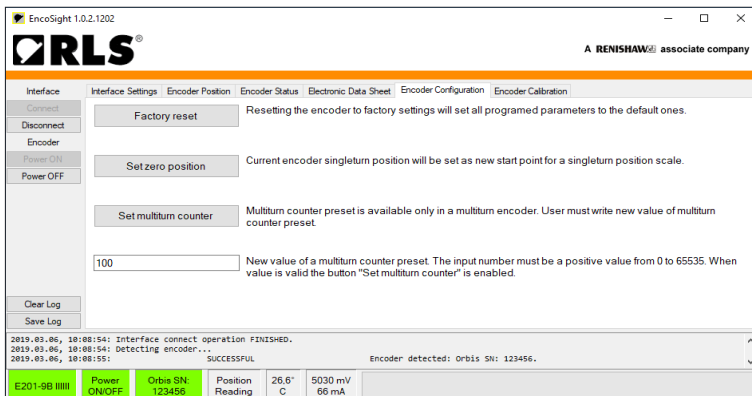 EncoSight 1.0.2.1202
RLS®
A RENISHAW associate company
Interface
Interface Settings Encoder Position Encoder Status Electronic Data Sheet Encoder Configuration Encoder Calibration
Connect
Disconnect
Encoder
Power ON
Power OFF
Factory reset
Resetting the encoder to factory settings will set all programed parameters to the default ones.
Set zero position
Current encoder singleturn position will be set as new start point for a singleturn position scale.
Set multiturn counter
Multiturn counter preset is available only in a multiturn encoder. User must write new value of multiturn
counter preset.
100
New value of a multiturn counter preset. The input number must be a positive value from 0 to 65535. When
value is valid the button "Set multiturn counter" is enabled.
Clear Log
Save Log
2019.03.06, 10:08:54: Interface connect operation FINISHED.
2019.03.06, 10:08:54: Detecting encoder...
2019.03.06, 10:08:55: SUCCESSFUL Encoder detected: Orbis SN: 123456.
E201-9B IIIIII
Power
ON/OFF
Orbis SN:
123456
Position
Reading
26,6°
C
5030 mV
66 mA